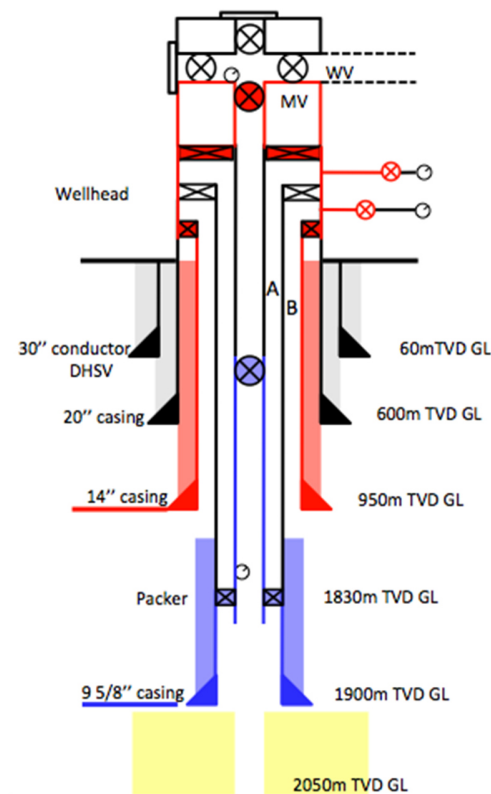 WV
MV
Wellhead
A
B
30’’ conductor
60mTVD GL
DHSV
20’’ casing
600m TVD GL
14’’ casing
950m TVD GL
Packer
1830m TVD GL
9 5/8’’ casing
1900m TVD GL
2050m TVD GL